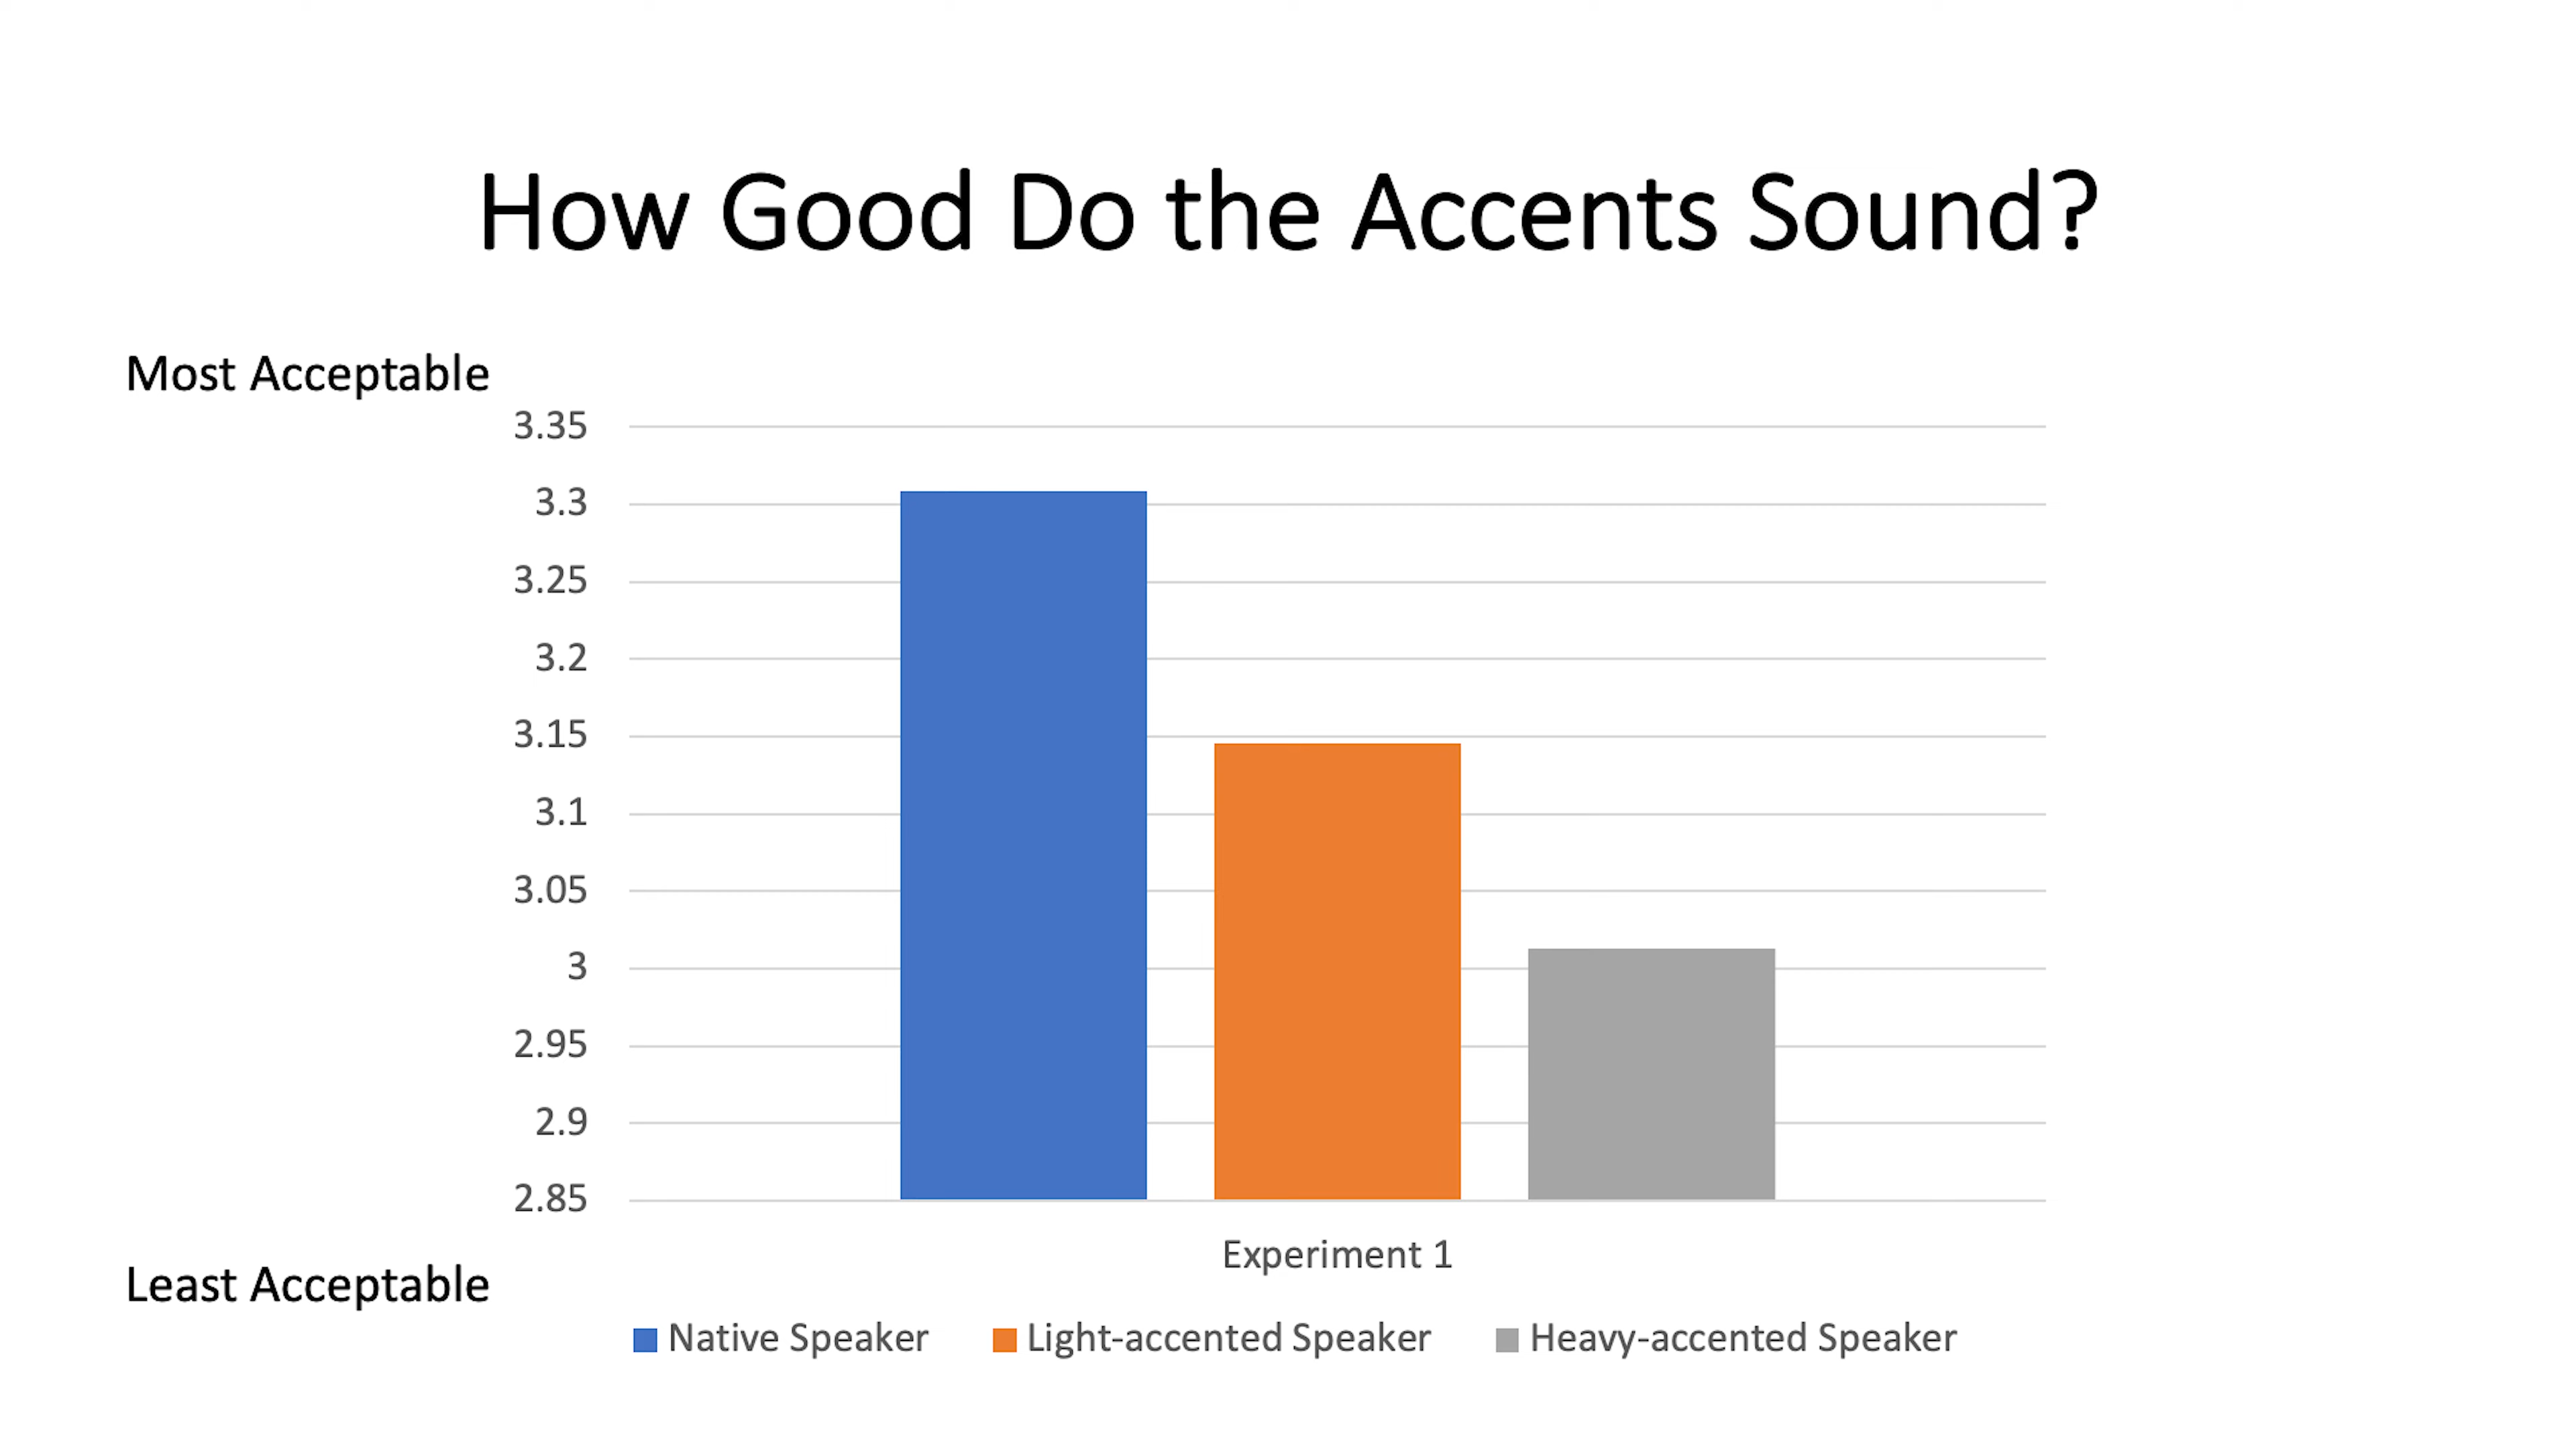 How Good Do the Accents Sound?
Most Acceptable
3.35
3.3
3.25
3.2
3.15
3.1
3.05
3
2.95
2.9
2.85
Experiment 1
Least Acceptable
Native Speaker Light-accented Speaker Heavy-accented Speaker